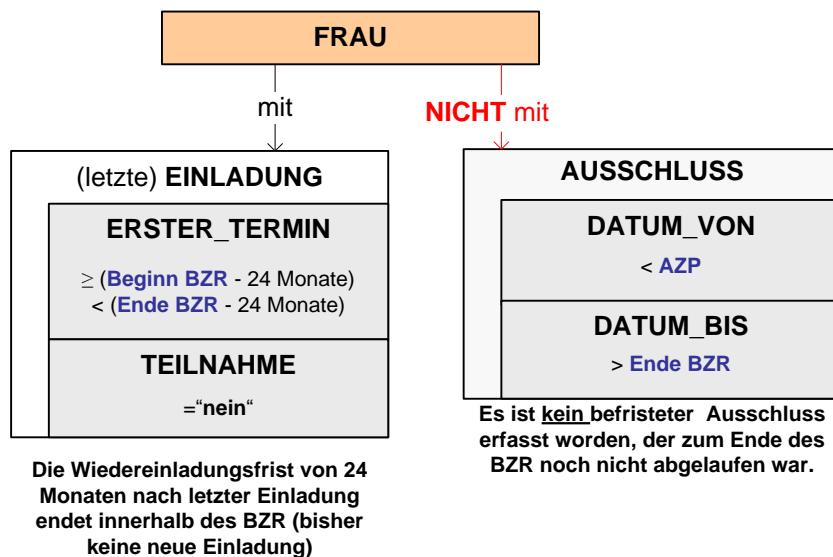 FRAU
mit
NICHT mit
(letzte) EINLADUNG
ERSTER_TERMIN
≥ (Beginn BZR - 24 Monate)
< (Ende BZR - 24 Monate)
TEILNAHME
=“nein“
Die Wiedereinladungsfrist von 24
Monaten nach letzter Einladung
endet innerhalb des BZR (bisher
keine neue Einladung)
AUSSCHLUSS
DATUM_VON
< AZP
DATUM_BIS
> Ende BZR
Es ist kein befristeter Ausschluss
erfasst worden, der zum Ende des
BZR noch nicht abgelaufen war.